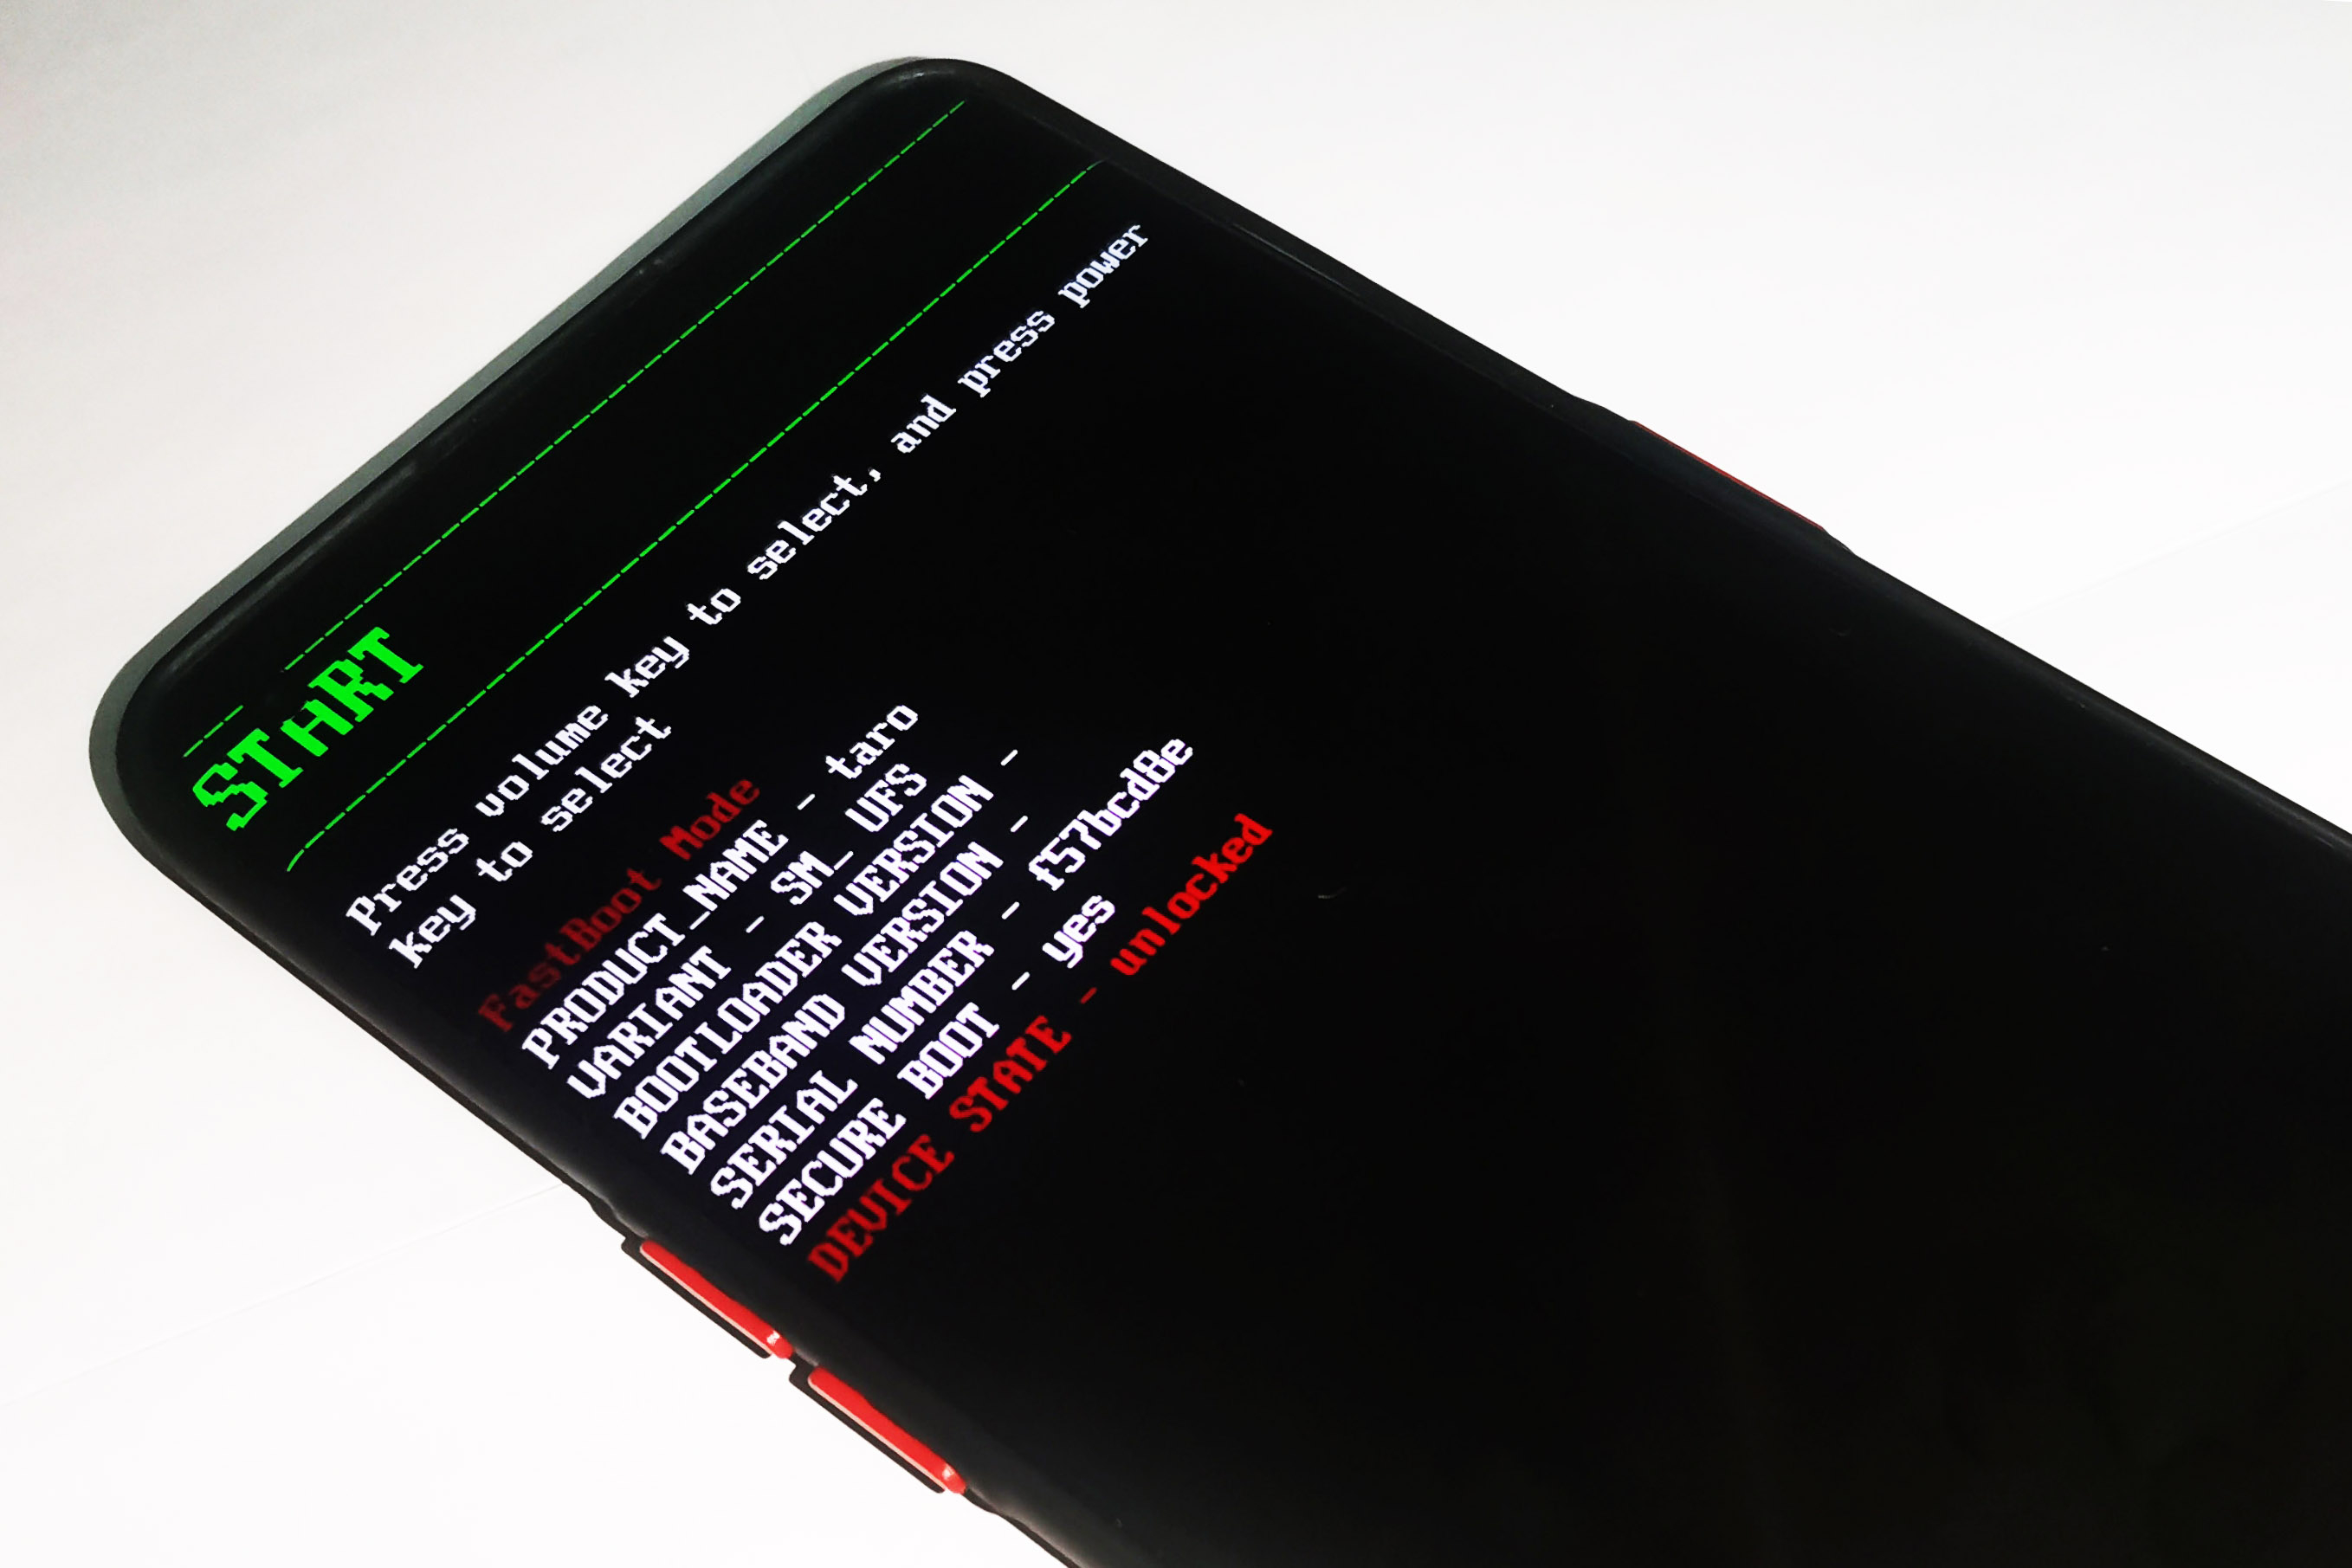 START
Press volume key to select, and press power
key to select
FastBoot Mode
PRODUCT_NAME - taro
VARIANT - SM_ UFS
BOOTLOADER VERSION -
BASEBAND VERSION -
SERIAL NUMBER - f57bcd8e
SECURE BOOT - yes
DEVICE STATE - unlocked